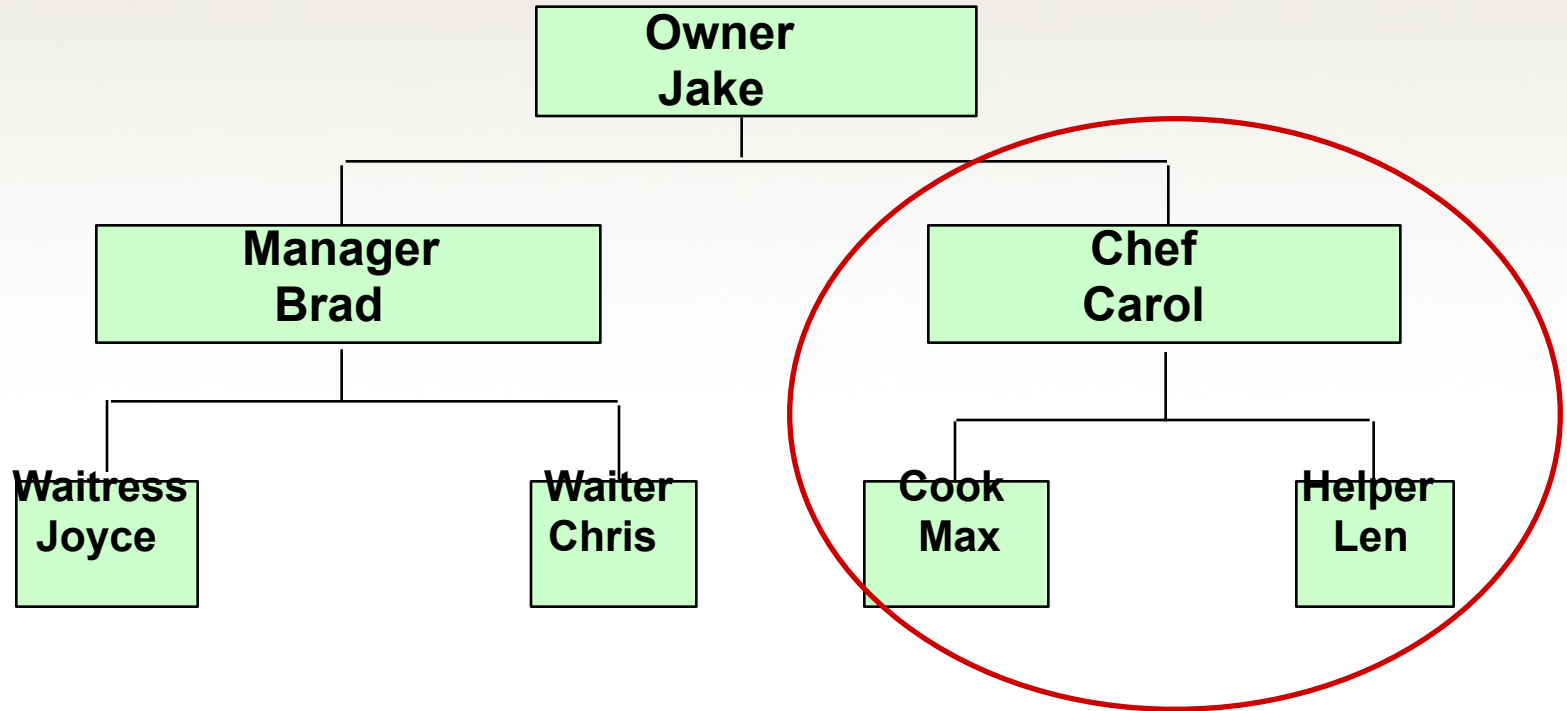 Owner
Jake
Manager
Brad
Chef
Carol
Waitress
Joyce
Waiter
Chris
Cook
Max
Helper
Len